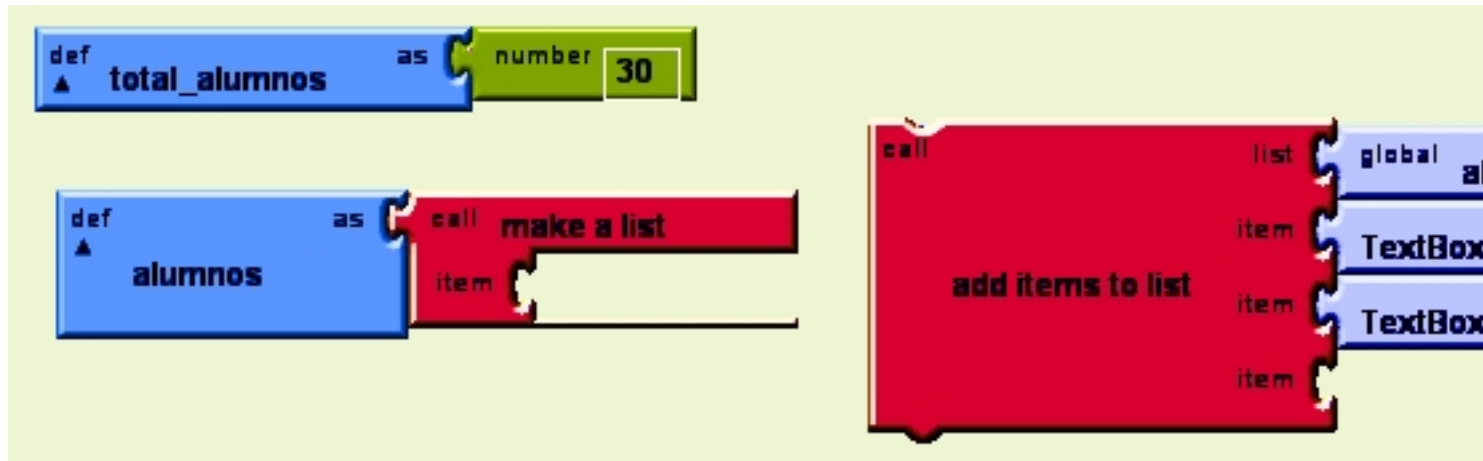 def total_alumnos as number 30
def alumnos as call make a list
item
call add items to list
list global
item TextBox
item TextBox
item